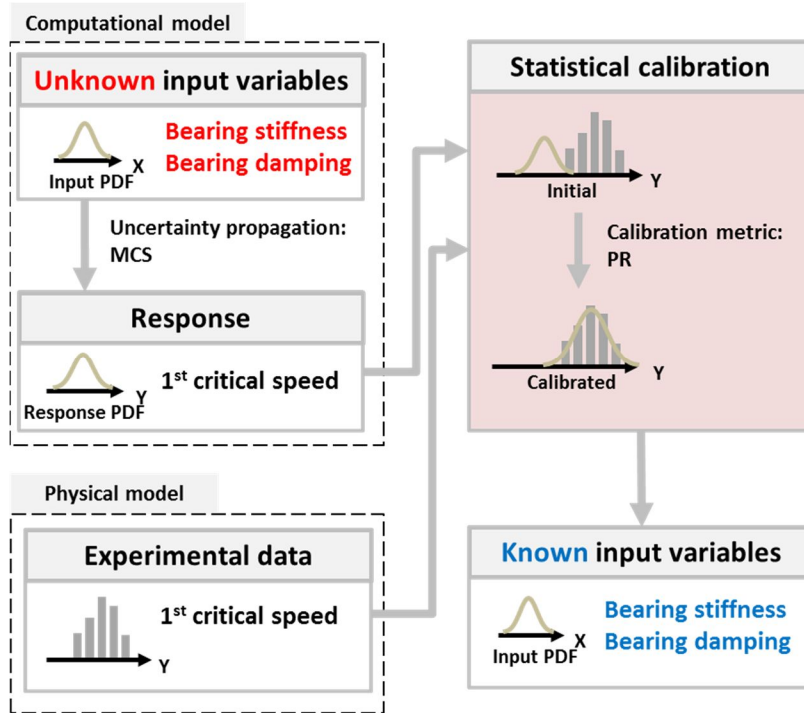 Computational model
Unknown input variables
Bearing stiffness
Bearing damping
X
Input PDF
Uncertainty propagation:
MCS
Response
1st critical speed
Y
Response PDF
Physical model
Experimental data
1st critical speed
Y
Statistical calibration
Y
Initial
Calibration metric:
PR
Y
Calibrated
Known input variables
Bearing stiffness
Bearing damping
X
Input PDF